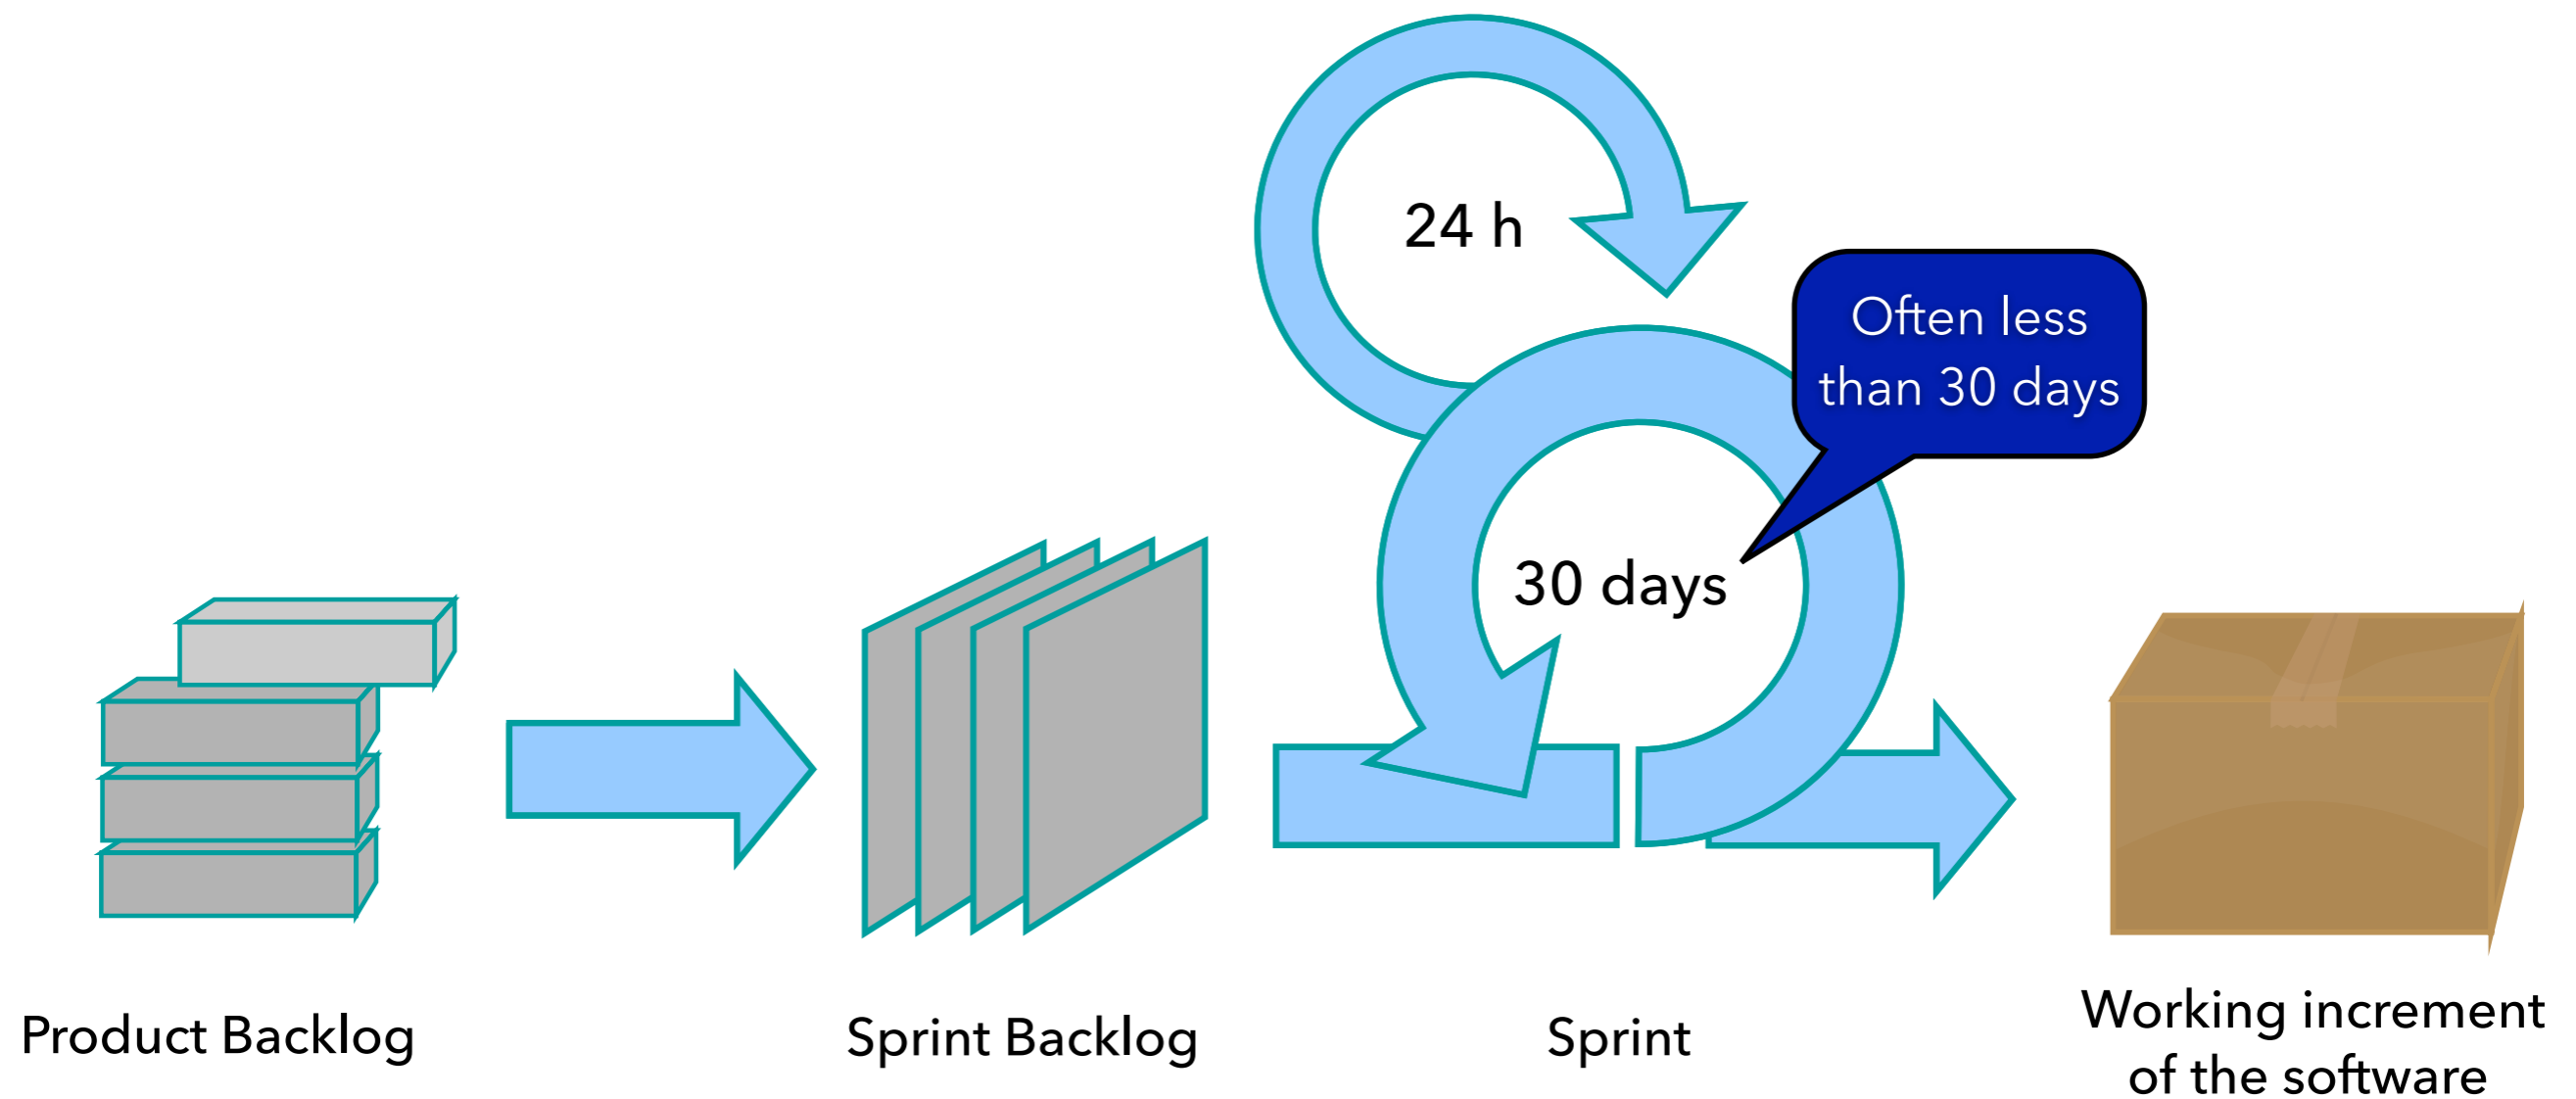 24 h
Often less
than 30 days
30 days
Product Backlog
Sprint Backlog
Sprint
Working increment
of the software